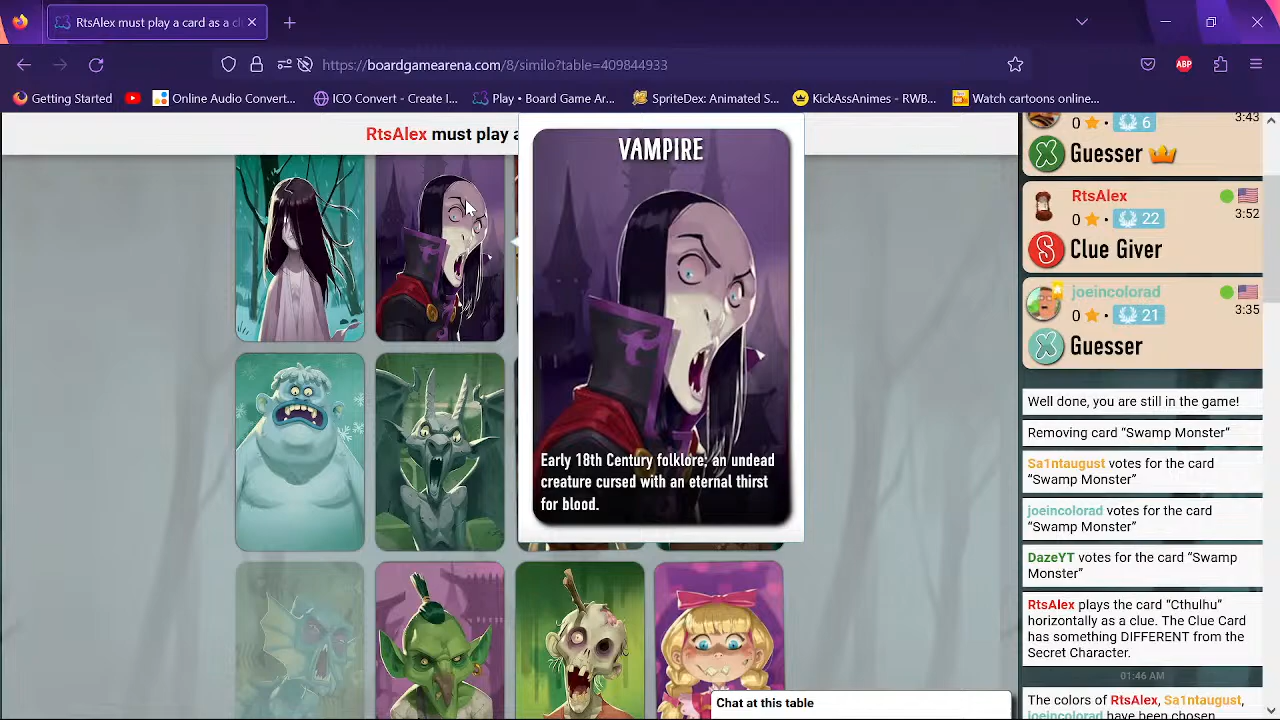 RtsAlex must play a card as a cl
https://boardgamearena.com/8/similo?table=409844933
ABP
Getting Started
Online Audio Convert...
ICO Convert - Create I...
Play • Board Game Ar...
SpriteDex: Animated S...
KickAssAnimes - RWB...
Watch cartoons online...
RtsAlex must play a
VAMPIRE
Early 18th Century folklore; an undead
creature cursed with an eternal thirst
for blood.
0 • 6
3:43
Guesser
RtsAlex
0 • 22
3:52
S Clue Giver
joeincolorad
0 • 21
3:35
X Guesser
Well done, you are still in the game!
Removing card “Swamp Monster“
Sa1ntaugust votes for the card
“Swamp Monster”
joeincolorad votes for the card
“Swamp Monster”
DazeYT votes for the card “Swamp
Monster”
RtsAlex plays the card “Cthulhu”
horizontally as a clue. The Clue Card
has something DIFFERENT from the
Secret Character.
01:46 AM
The colors of RtsAlex, Sa1ntaugust,
joeincolorad have been chosen
Chat at this table